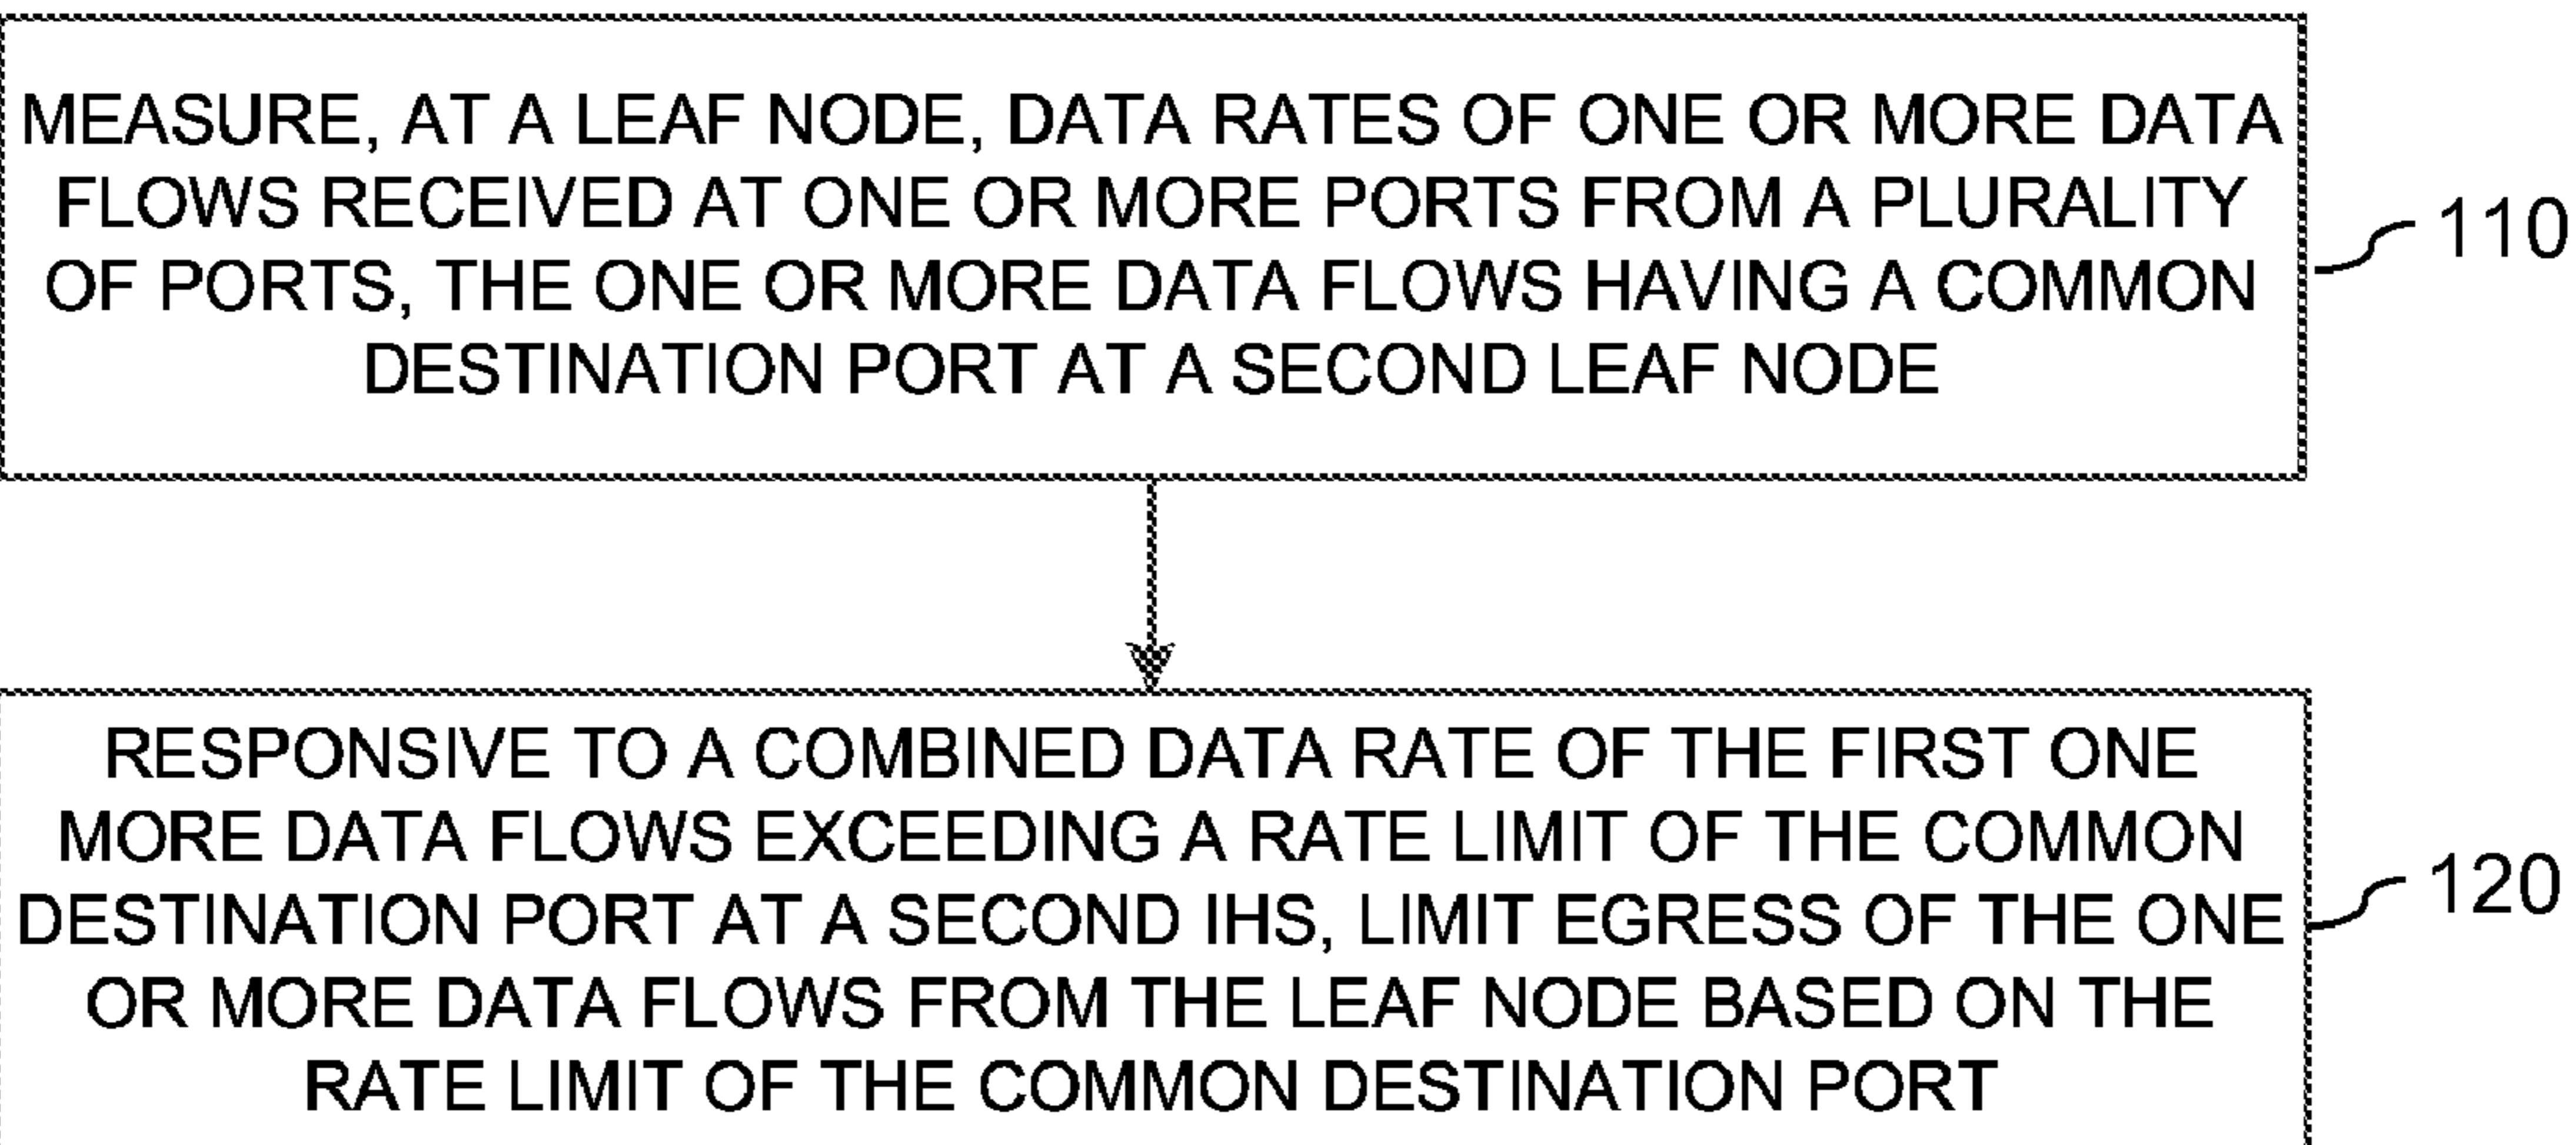 MEASURE, AT A LEAF NODE, DATA RATES OF ONE OR MORE DATA
FLOWS RECEIVED AT ONE OR MORE PORTS FROM A PLURALITY
OF PORTS, THE ONE OR MORE DATA FLOWS HAVING A COMMON
DESTINATION PORT AT A SECOND LEAF NODE
110
RESPONSIVE TO A COMBINED DATA RATE OF THE FIRST ONE
MORE DATA FLOWS EXCEEDING A RATE LIMIT OF THE COMMON
DESTINATION PORT AT A SECOND IHS, LIMIT EGRESS OF THE ONE
OR MORE DATA FLOWS FROM THE LEAF NODE BASED ON THE
RATE LIMIT OF THE COMMON DESTINATION PORT
120